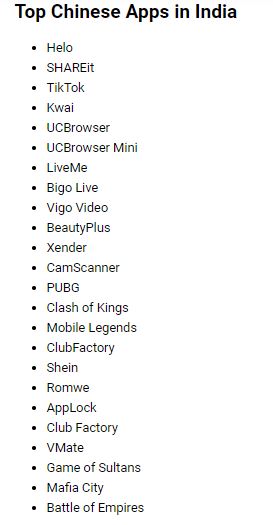 Top Chinese Apps in India
Helo
SHAREit
TikTok
Kwai
UCBrowser
UCBrowser Mini
LiveMe
Bigo Live
Vigo Video
BeautyPlus
Xender
CamScanner
PUBG
Clash of Kings
Mobile Legends
ClubFactory
Shein
Romwe
AppLock
Club Factory
VMate
Game of Sultans
Mafia City
Battle of Empires